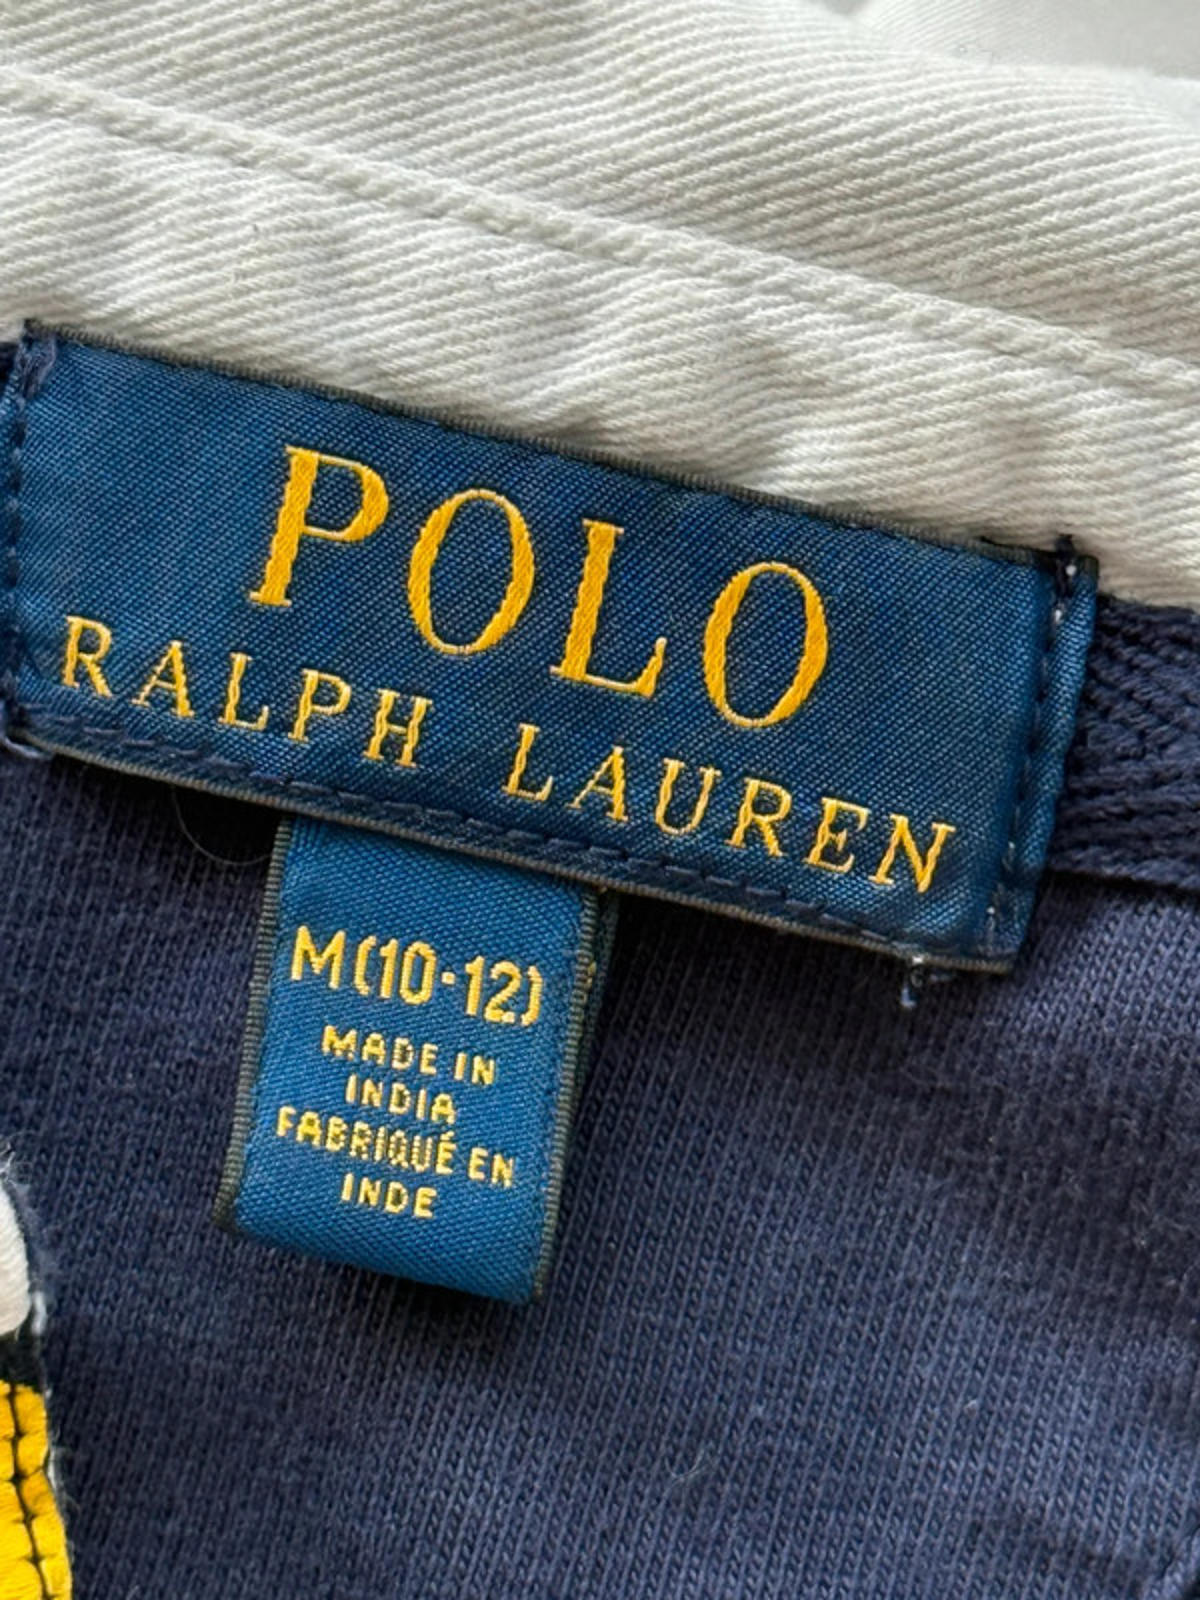 POLO
RALPH LAUREN
M(10-12)
MADE IN
INDIA
FABRIQUÉ EN
INDE